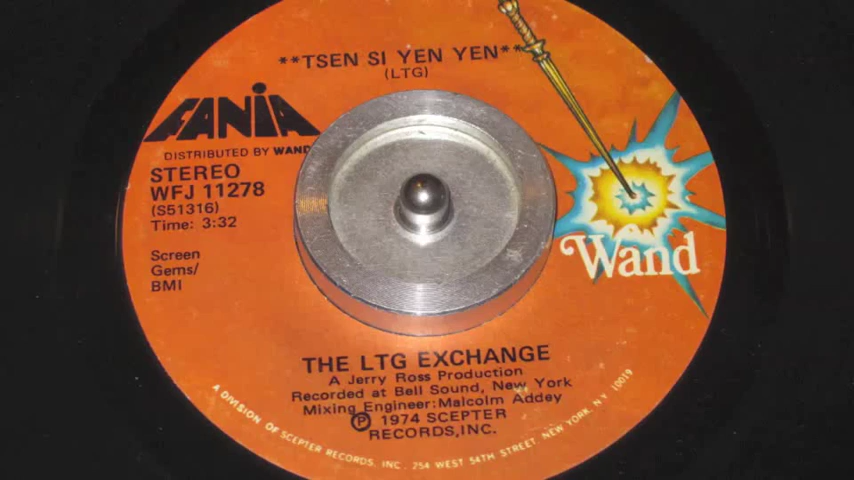 **TSEN SI YEN YEN**
(LTG)
FANIA
DISTRIBUTED BY WAND
STEREO
WFJ 11278
(S51316)
Time: 3:32
Screen
Gems/
BMI
Wand
THE LTG EXCHANGE
A Jerry Ross Production
Recorded at Bell Sound, New York
Mixing Engineer: Malcolm Addey
Ⓟ 1974 SCEPTER
RECORDS, INC.
A DIVISION OF SCEPTER RECORDS, INC. 254 WEST 54TH STREET, NEW YORK, N.Y. 10019